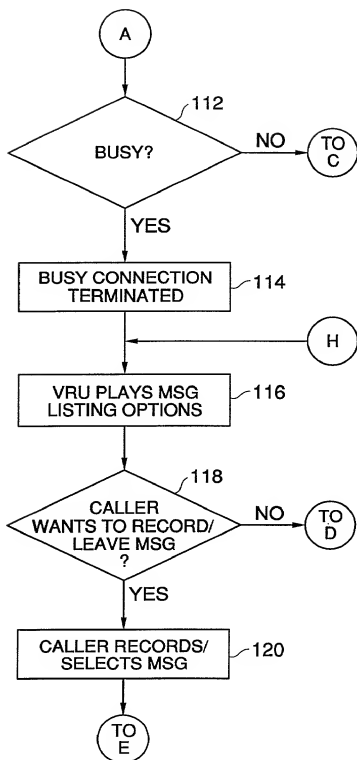 A
112
BUSY?
NO
TO
C
YES
BUSY CONNECTION
TERMINATED
114
H
VRU PLAYS MSG
LISTING OPTIONS
116
118
CALLER
WANTS TO RECORD/
LEAVE MSG
?
NO
TO
D
YES
CALLER RECORDS/
SELECTS MSG
120
TO
E